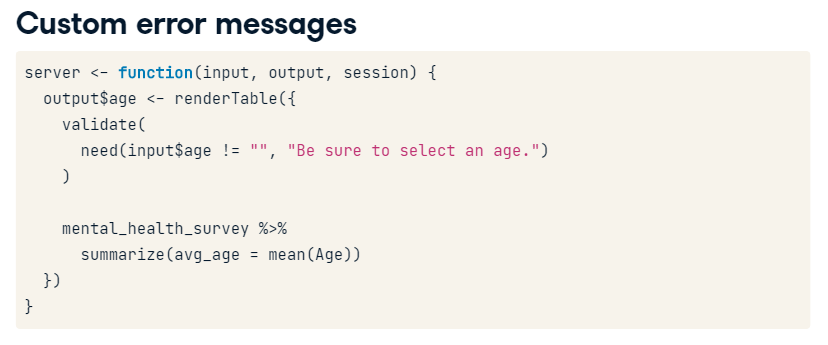 Custom error messages
server <- function(input, output, session) {
  output$age <- renderTable({
    validate(
      need(input$age != "", "Be sure to select an age.")
    )

    mental_health_survey %>%
      summarize(avg_age = mean(Age))
  })
}